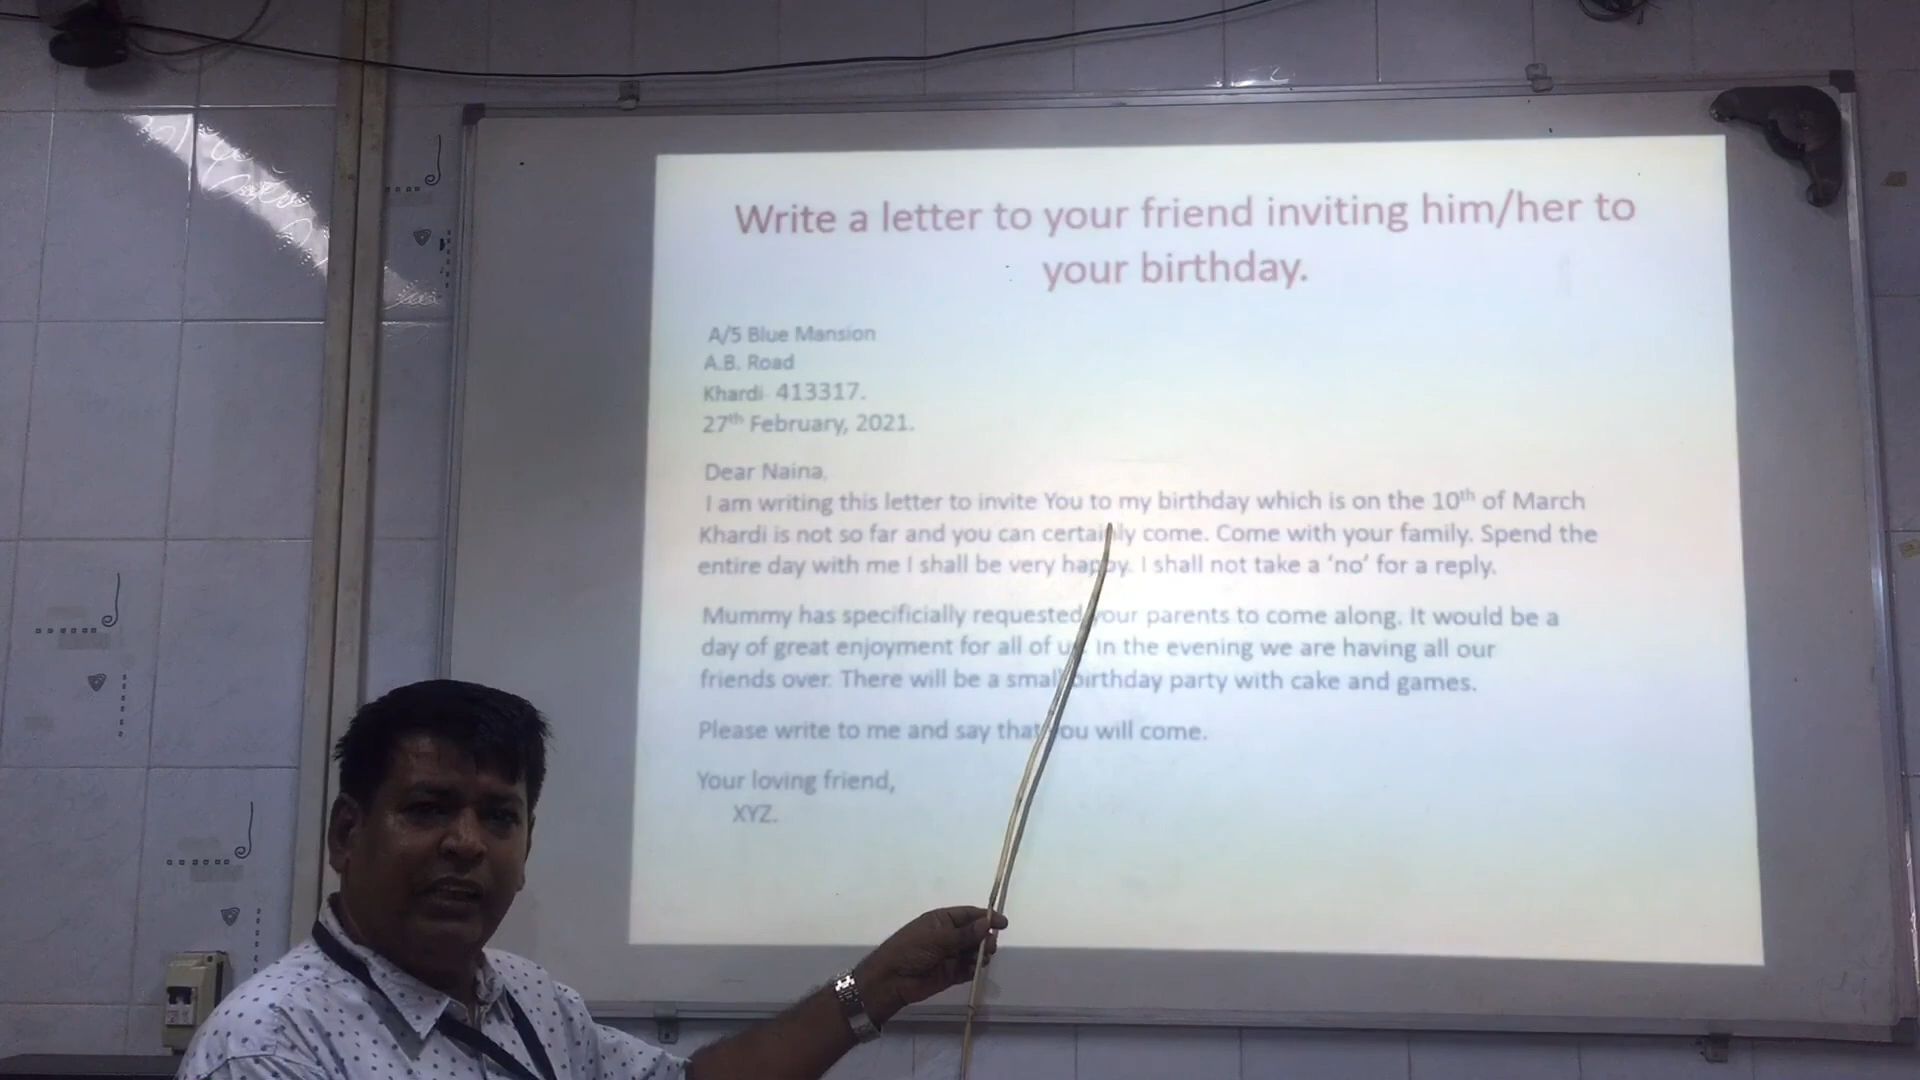 Write a letter to your friend inviting him/her to
your birthday.
A/5 Blue Mansion
A.B. Road
Khardi 413317.
27th February, 2021.
Dear Naina,
I am writing this letter to invite You to my birthday which is on the 10th of March
Khardi is not so far and you can certainly come. Come with your family. Spend the
entire day with me I shall be very happy. I shall not take a ‘no’ for a reply.
Mummy has specificially requested your parents to come along. It would be a
day of great enjoyment for all of us. In the evening we are having all our
friends over. There will be a small birthday party with cake and games.
Please write to me and say that you will come.
Your loving friend,
XYZ.